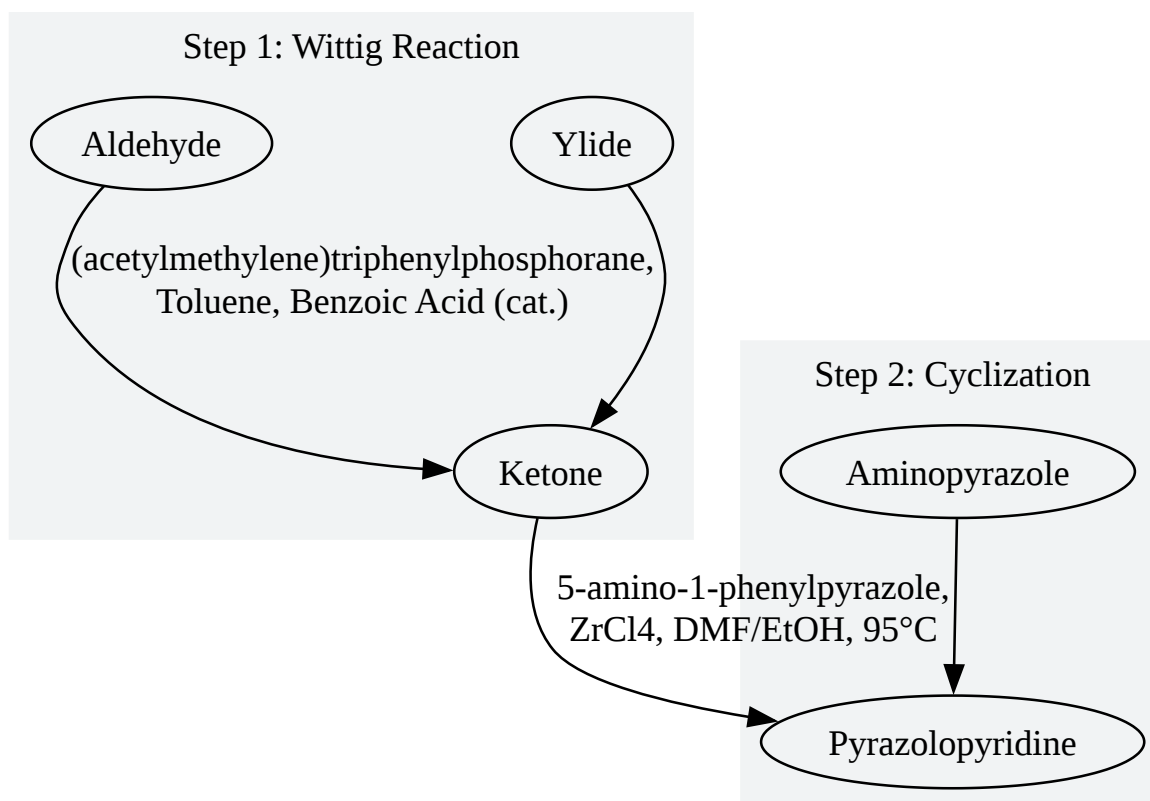 Step 1: Wittig Reaction
Aldehyde
Ylide
(acetylmethylene)triphenylphosphorane,
Toluene, Benzoic Acid (cat.)
Ketone
Step 2: Cyclization
Aminopyrazole
5-amino-1-phenylpyrazole,
ZrCl4, DMF/EtOH, 95°C
Pyrazolopyridine